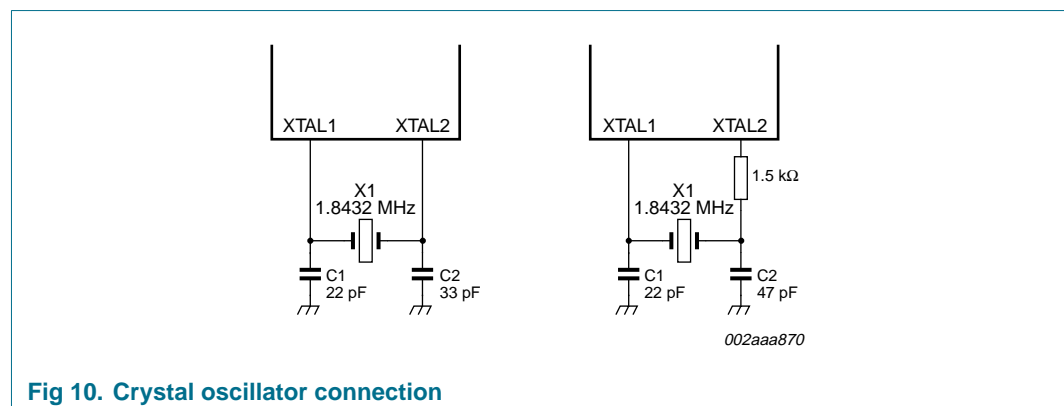 XTAL1 XTAL2
X1
1.8432 MHz
C1
22 pF
C2
33 pF
XTAL1 XTAL2
1.5 kΩ
X1
1.8432 MHz
C1
22 pF
C2
47 pF
002aaa870
Fig 10. Crystal oscillator connection